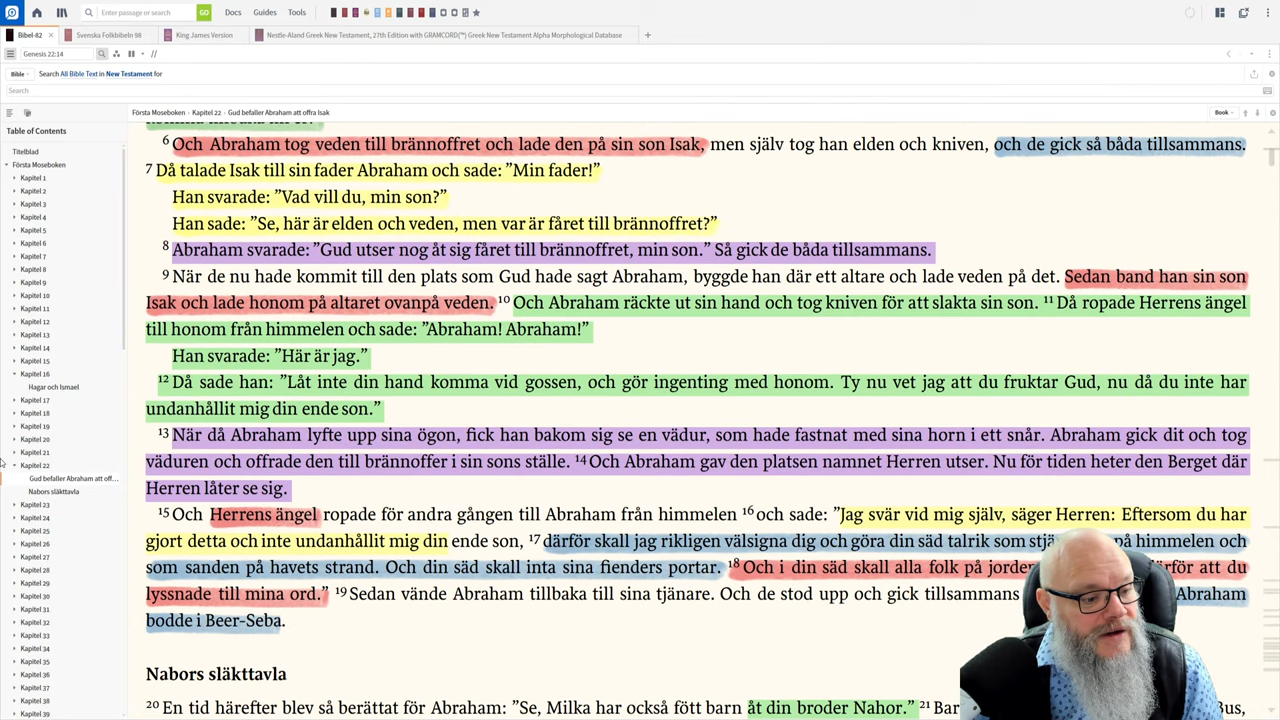 Enter passage or search
GO
Docs
Guides
Tools
Bibel-82
Svenska Folkbibeln 98
King James Version
Nestle-Aland Greek New Testament, 27th Edition with GRAMCORD(™) Greek New Testament Alpha Morphological Database
Genesis 22:14
Bible
Search All Bible Text in New Testament for
Search
Första Moseboken · Kapitel 22 · Gud befaller Abraham att offra Isak
Book
Table of Contents
Titelblad
Första Moseboken
Kapitel 1
Kapitel 2
Kapitel 3
Kapitel 4
Kapitel 5
Kapitel 6
Kapitel 7
Kapitel 8
Kapitel 9
Kapitel 10
Kapitel 11
Kapitel 12
Kapitel 13
Kapitel 14
Kapitel 15
Kapitel 16
Hagar och Ismael
Kapitel 17
Kapitel 18
Kapitel 19
Kapitel 20
Kapitel 21
Kapitel 22
Gud befaller Abraham att off...
Nabors släkttavla
Kapitel 23
Kapitel 24
Kapitel 25
Kapitel 26
Kapitel 27
Kapitel 28
Kapitel 29
Kapitel 30
Kapitel 31
Kapitel 32
Kapitel 33
Kapitel 34
Kapitel 35
Kapitel 36
Kapitel 37
Kapitel 38
Kapitel 39
6 Och Abraham tog veden till brännoffret och lade den på sin son Isak, men själv tog han elden och kniven, och de gick så båda tillsammans.
7 Då talade Isak till sin fader Abraham och sade: ”Min fader!”
Han svarade: ”Vad vill du, min son?”
Han sade: ”Se, här är elden och veden, men var är fåret till brännoffret?”
8 Abraham svarade: ”Gud utser nog åt sig fåret till brännoffret, min son.” Så gick de båda tillsammans.
9 När de nu hade kommit till den plats som Gud hade sagt Abraham, byggde han där ett altare och lade veden på det. Sedan band han sin son
Isak och lade honom på altaret ovanpå veden. 10 Och Abraham räckte ut sin hand och tog kniven för att slakta sin son. 11 Då ropade Herrens ängel
till honom från himmelen och sade: ”Abraham! Abraham!”
Han svarade: ”Här är jag.”
12 Då sade han: ”Låt inte din hand komma vid gossen, och gör ingenting med honom. Ty nu vet jag att du fruktar Gud, nu då du inte har
undanhållit mig din ende son.”
13 När då Abraham lyfte upp sina ögon, fick han bakom sig se en vädur, som hade fastnat med sina horn i ett snår. Abraham gick dit och tog
väduren och offrade den till brännoffer i sin sons ställe. 14 Och Abraham gav den platsen namnet Herren utser. Nu för tiden heter den Berget där
Herren låter se sig.
15 Och Herrens ängel ropade för andra gången till Abraham från himmelen 16 och sade: ”Jag svär vid mig själv, säger Herren: Eftersom du har
gjort detta och inte undanhållit mig din ende son, 17 därför skall jag rikligen välsigna dig och göra din säd talrik som på himmelen och
som sanden på havets strand. Och din säd skall inta sina fienders portar. 18 Och i din säd skall alla folk på att du
lyssnade till mina ord.” 19 Sedan vände Abraham tillbaka till sina tjänare. Och de stod upp och gick tillsammans Abraham
bodde i Beer-Seba.
Nabors släkttavla
20 En tid härefter blev så berättat för Abraham: ”Se, Milka har också fött barn åt din broder Nahor.” 21